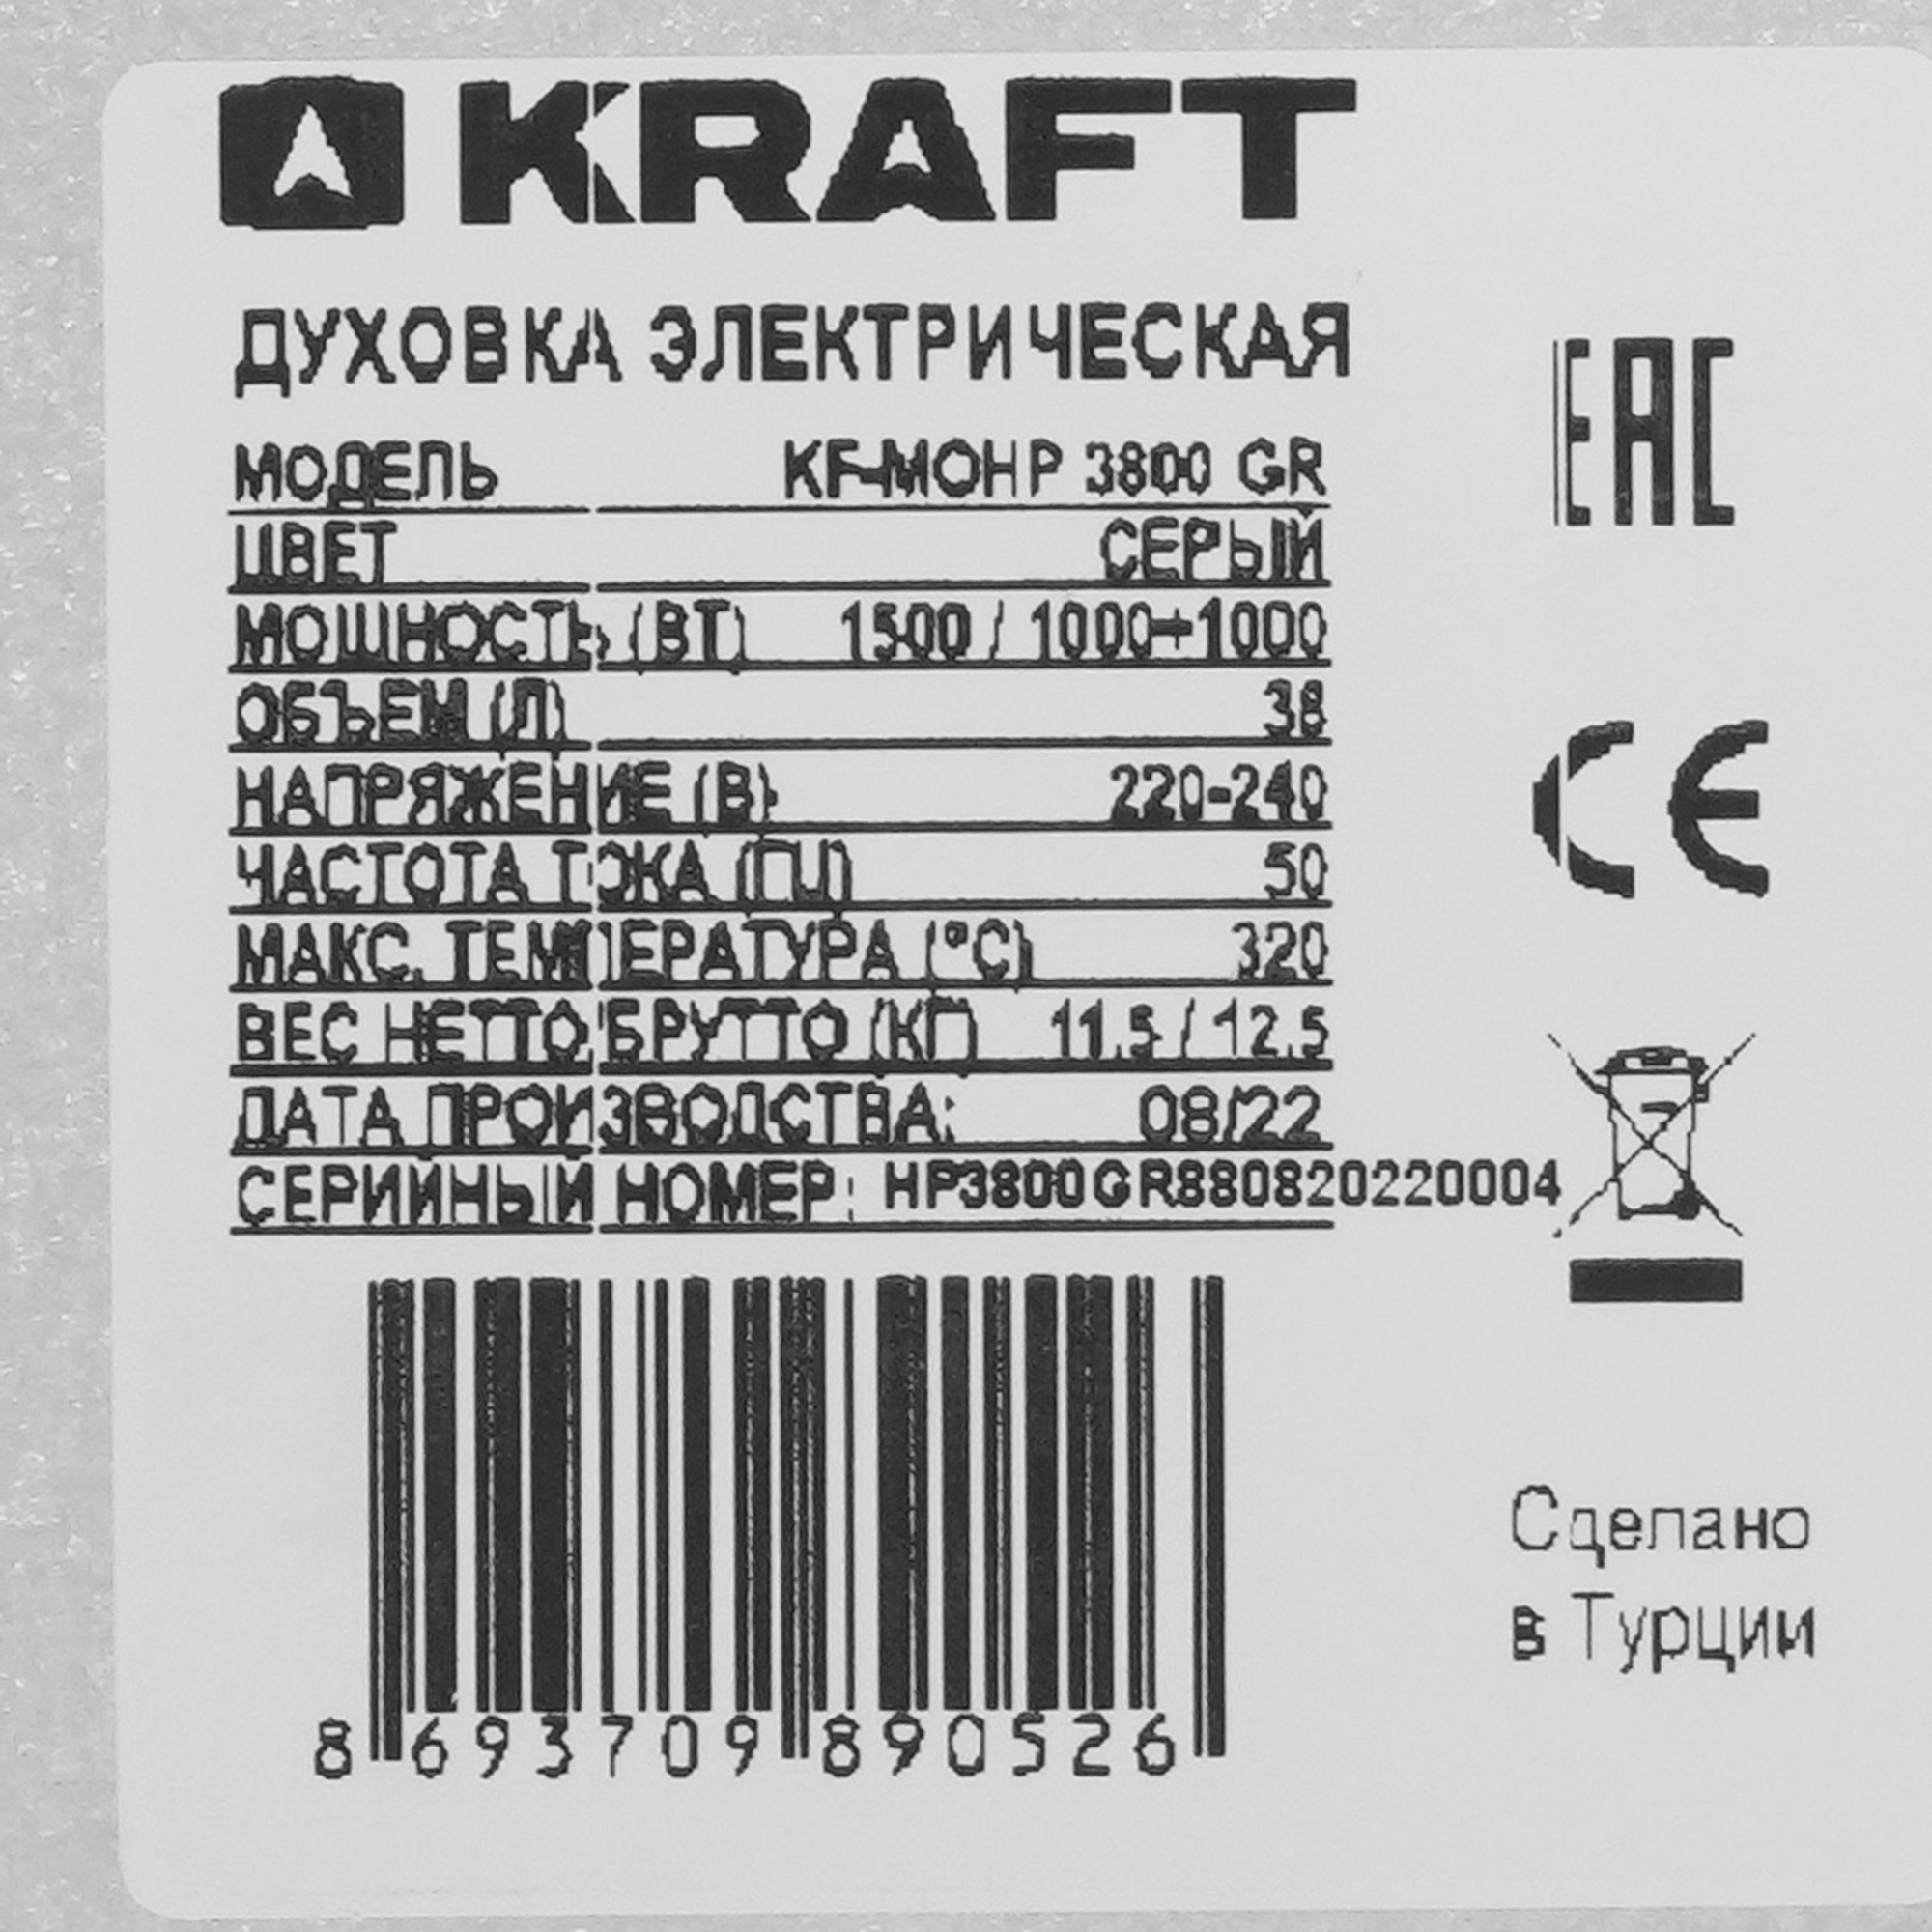 KRAFT
ДУХОВКА ЭЛЕКТРИЧЕСКАЯ
МОДЕЛЬ KF-MOHP 3800 GR
ЦВЕТ СЕРЫЙ
МОЩНОСТЬ (ВТ) 1500 / 1000+1000
ОБЪЕМ (Л) 38
НАПРЯЖЕНИЕ (В) 220-240
ЧАСТОТА ТОКА (ГЦ) 50
МАКС. ТЕМПЕРАТУРА (°C) 320
ВЕС НЕТТО/БРУТТО (КГ) 11.5 / 12.5
ДАТА ПРОИЗВОДСТВА: 08/22
СЕРИЙНЫЙ НОМЕР: HP3800GR880820220004
8 693709 890526
EAC
CE
Сделано
в Турции